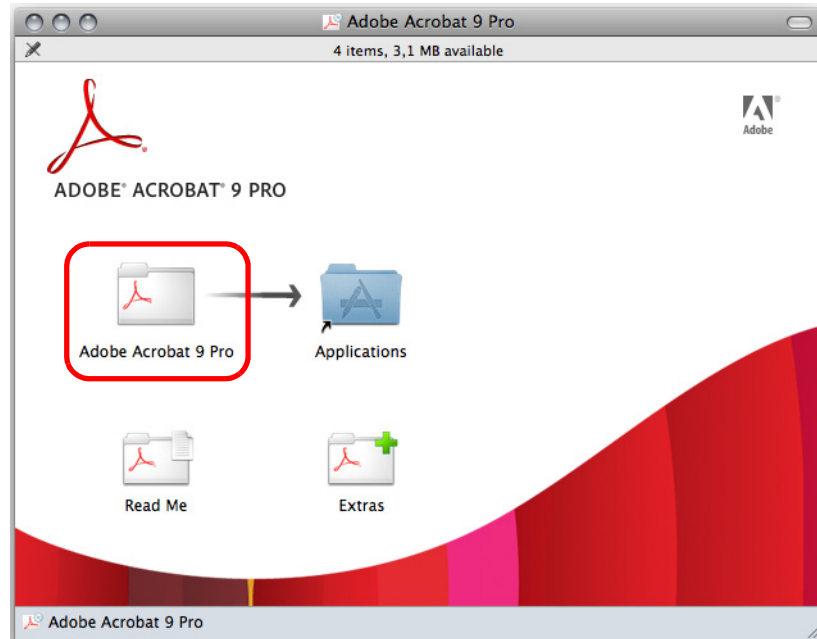 Adobe Acrobat 9 Pro
4 items, 3,1 MB available
Adobe
ADOBE® ACROBAT® 9 PRO
Adobe Acrobat 9 Pro
Applications
Read Me
Extras
Adobe Acrobat 9 Pro